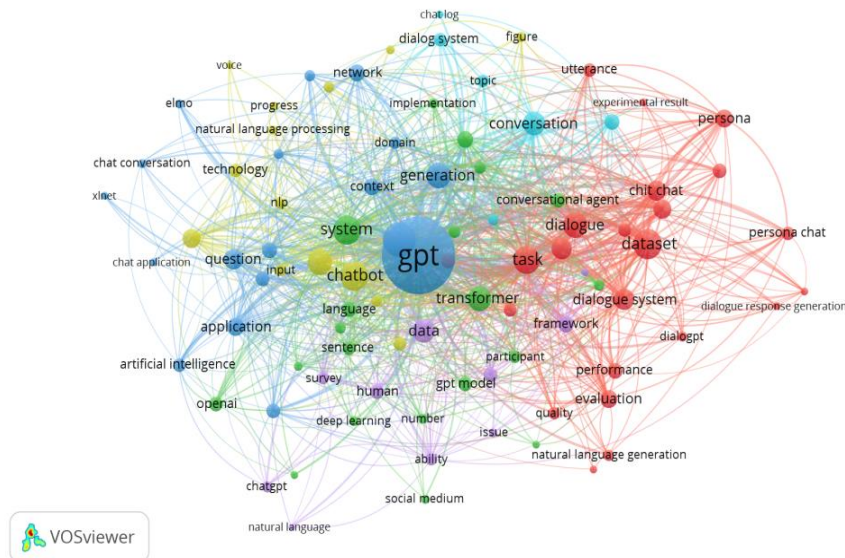 chat log
dialog system
figure
voice
network
utterance
topic
elmo
progress
implementation
experimental result
natural language processing
conversation
persona
domain
chat conversation
technology
generation
context
chit chat
xlnet
nlp
conversational agent
system
dialogue
persona chat
dataset
gpt
question
task
chat application
input
chatbot
transformer
dialogue system
dialogue response generation
language
application
data
framework
dialogpt
sentence
participant
artificial intelligence
performance
survey
human
gpt model
openai
evaluation
deep learning
number
quality
issue
natural language generation
ability
chatgpt
social medium
natural language
VOSviewer